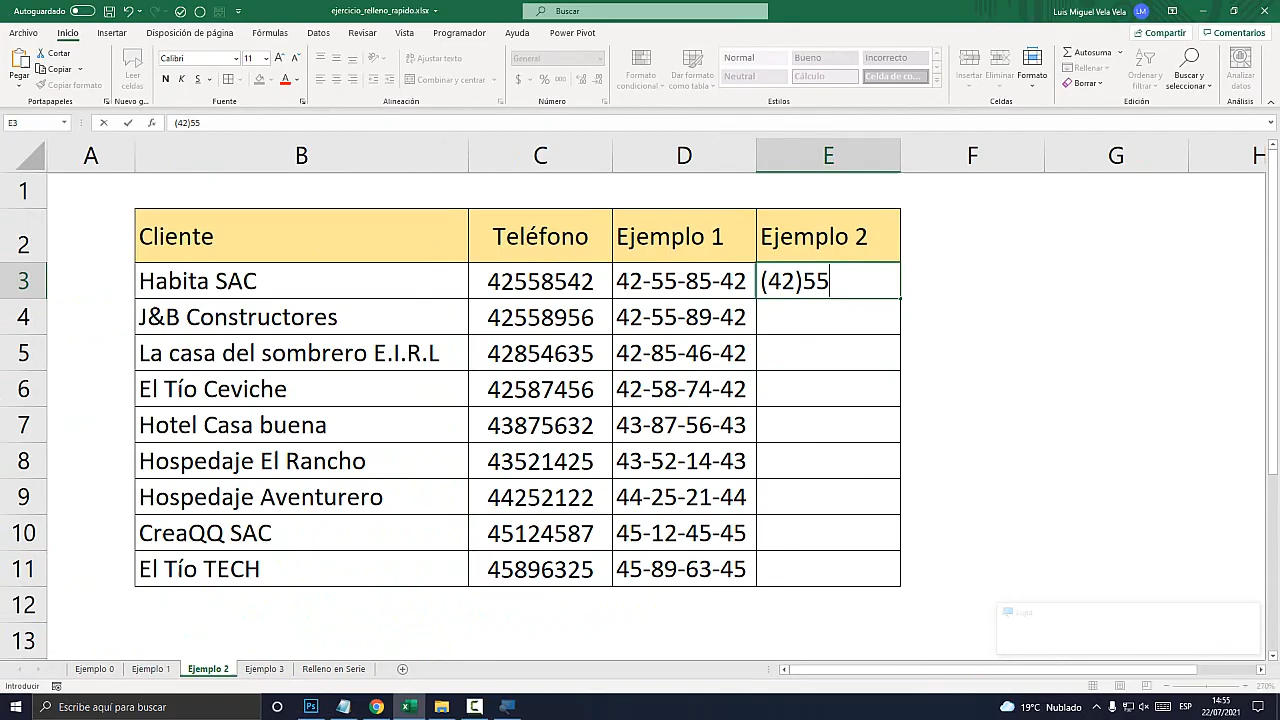 Autoguardado
ejercicio_relleno_rapido.xlsx
Buscar
Luis Miguel Vela Vela
LM
Archivo Inicio Insertar Disposición de página Fórmulas Datos Revisar Vista Programador Ayuda Power Pivot
Compartir Comentarios
Pegar
Cortar
Copiar
Copiar formato
Portapapeles
Leer celdas
Nuevo g...
Calibri 11
N K S
Fuente
Ajustar texto
Combinar y centrar
Alineación
General
Número
Formato condicional
Dar formato como tabla
Normal Bueno Incorrecto
Neutral Cálculo Celda de co...
Estilos
Insertar Eliminar Formato
Celdas
Autosuma
Rellenar
Borrar
Ordenar y filtrar
Buscar y seleccionar
Edición
Analizar datos
Análisis
E3 fx (42)55
A B C D E F G H
1
2 Cliente Teléfono Ejemplo 1 Ejemplo 2
3 Habita SAC 42558542 42-55-85-42 (42)55
4 J&B Constructores 42558956 42-55-89-42
5 La casa del sombrero E.I.R.L 42854635 42-85-46-42
6 El Tío Ceviche 42587456 42-58-74-42
7 Hotel Casa buena 43875632 43-87-56-43
8 Hospedaje El Rancho 43521425 43-52-14-43
9 Hospedaje Aventurero 44252122 44-25-21-44
10 CreaQQ SAC 45124587 45-12-45-45
11 El Tío TECH 45896325 45-89-63-45
12
13
Ejemplo 0 Ejemplo 1 Ejemplo 2 Ejemplo 3 Relleno en Serie
Introducir
270%
Escribe aquí para buscar
19°C Nublado
ESP
14:55
22/07/2021